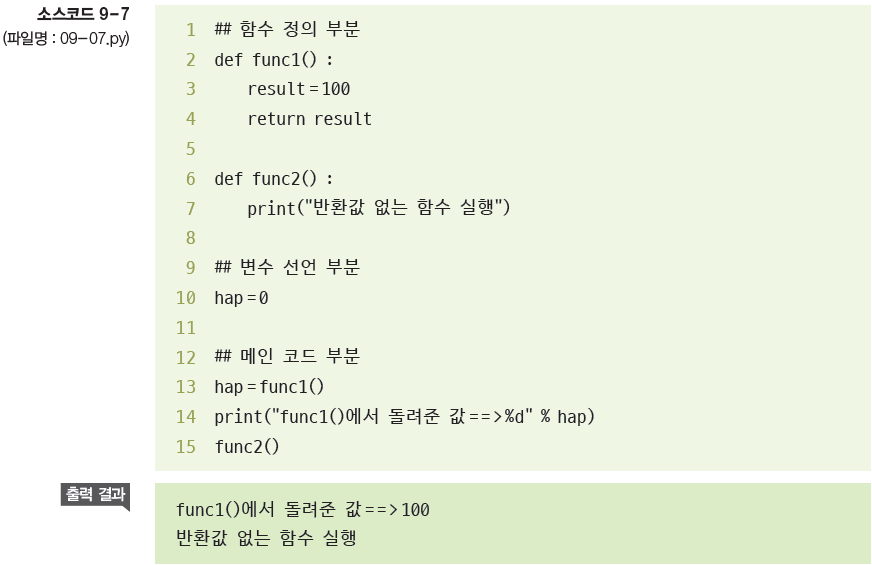 소스코드 9-7
(파일명 : 09-07.py)
1 ## 함수 정의 부분
2 def func1() :
3 result=100
4 return result
5
6 def func2() :
7 print("반환값 없는 함수 실행")
8
9 ## 변수 선언 부분
10 hap=0
11
12 ## 메인 코드 부분
13 hap=func1()
14 print("func1()에서 돌려준 값==>%d" % hap)
15 func2()
출력 결과
func1()에서 돌려준 값==>100
반환값 없는 함수 실행